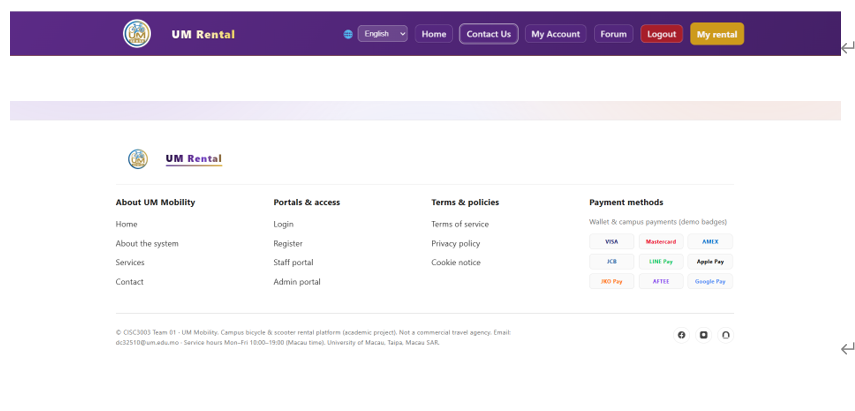 UM Rental
English
Home
Contact Us
My Account
Forum
Logout
My rental
UM Rental
About UM Mobility
Home
About the system
Services
Contact
Portals & access
Login
Register
Staff portal
Admin portal
Terms & policies
Terms of service
Privacy policy
Cookie notice
Payment methods
Wallet & campus payments (demo badges)
VISA
Mastercard
AMEX
JCB
LINE Pay
Apple Pay
JKO Pay
AFTEE
Google Pay
© CISC3003 Team 01 · UM Mobility, Campus bicycle & scooter rental platform (academic project). Not a commercial travel agency; Email:
dc32510@um.edu.mo · Service hours Mon–Fri 10:00–19:00 (Macau time). University of Macau, Taipa, Macau SAR.